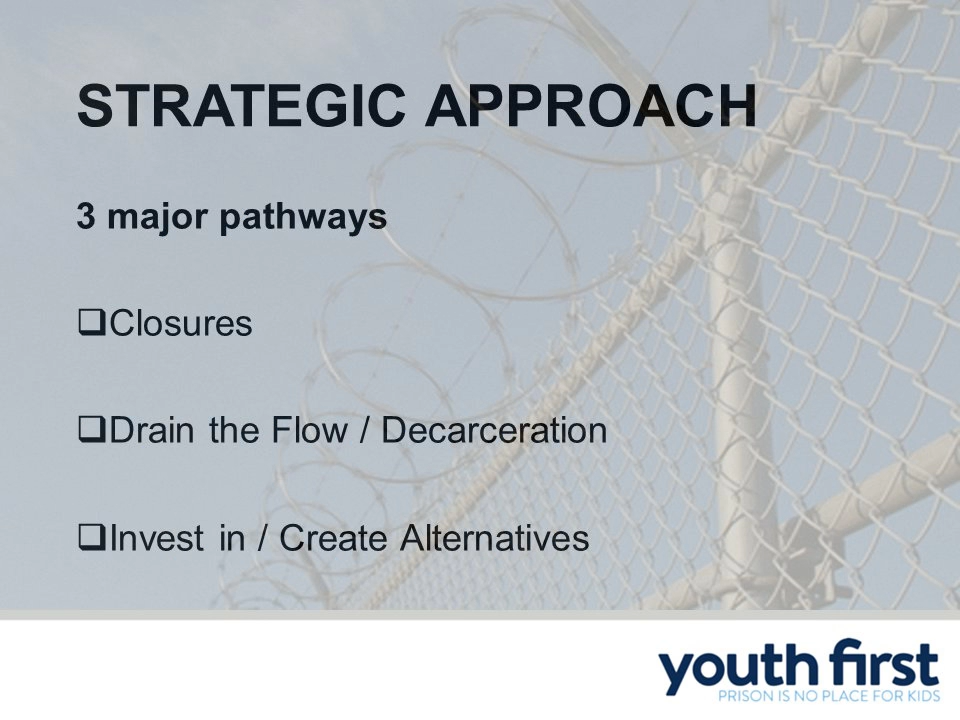 STRATEGIC APPROACH
3 major pathways
❑Closures
❑Drain the Flow / Decarceration
❑Invest in / Create Alternatives
youth first
PRISON IS NO PLACE FOR KIDS